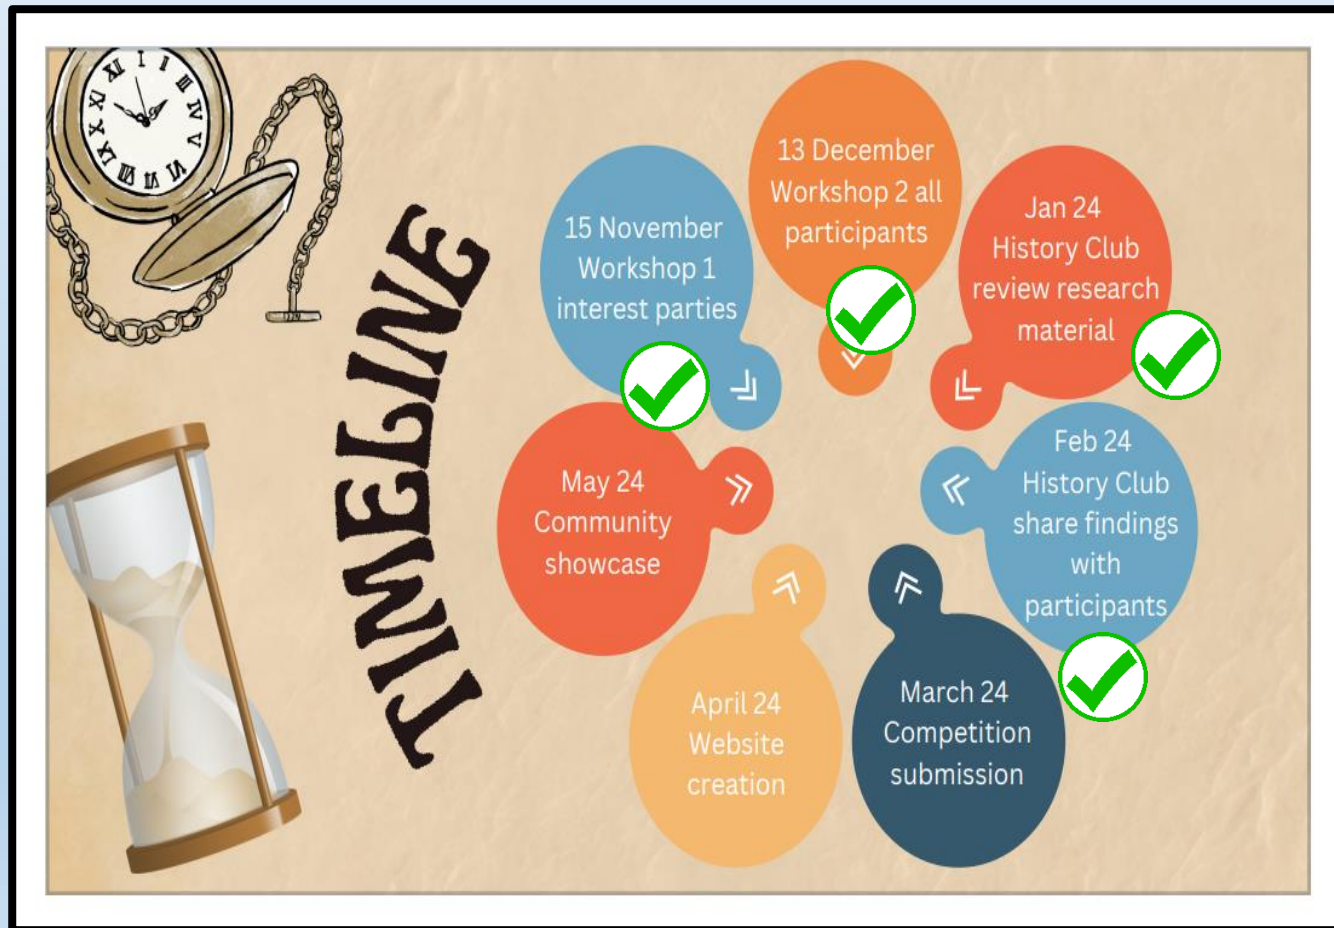 TIMELINE
15 November
Workshop 1
interest parties
13 December
Workshop 2 all
participants
Jan 24
History Club
review research
material
Feb 24
History Club
share findings
with
participants
March 24
Competition
submission
April 24
Website
creation
May 24
Community
showcase